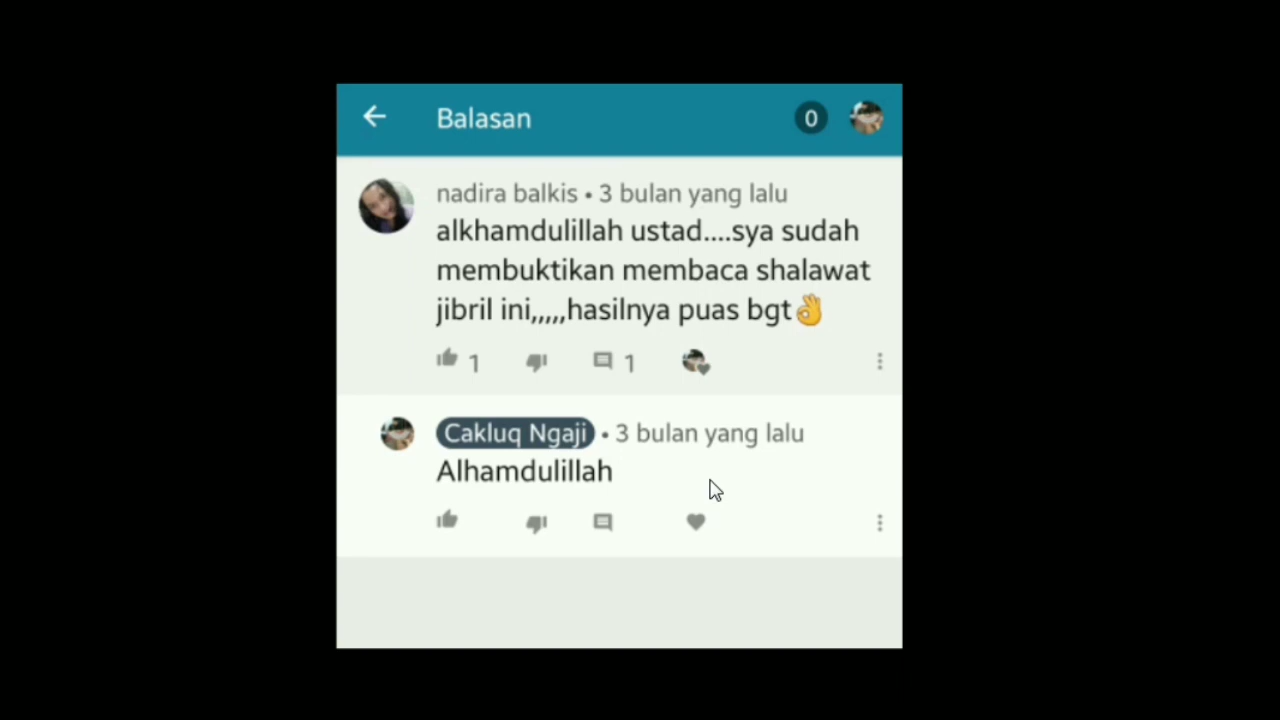 Balasan
0
nadira balkis • 3 bulan yang lalu
alkhamdulillah ustad....sya sudah
membuktikan membaca shalawat
jibril ini,,,,,hasilnya puas bgt👌
1 1
Cakluq Ngaji • 3 bulan yang lalu
Alhamdulillah